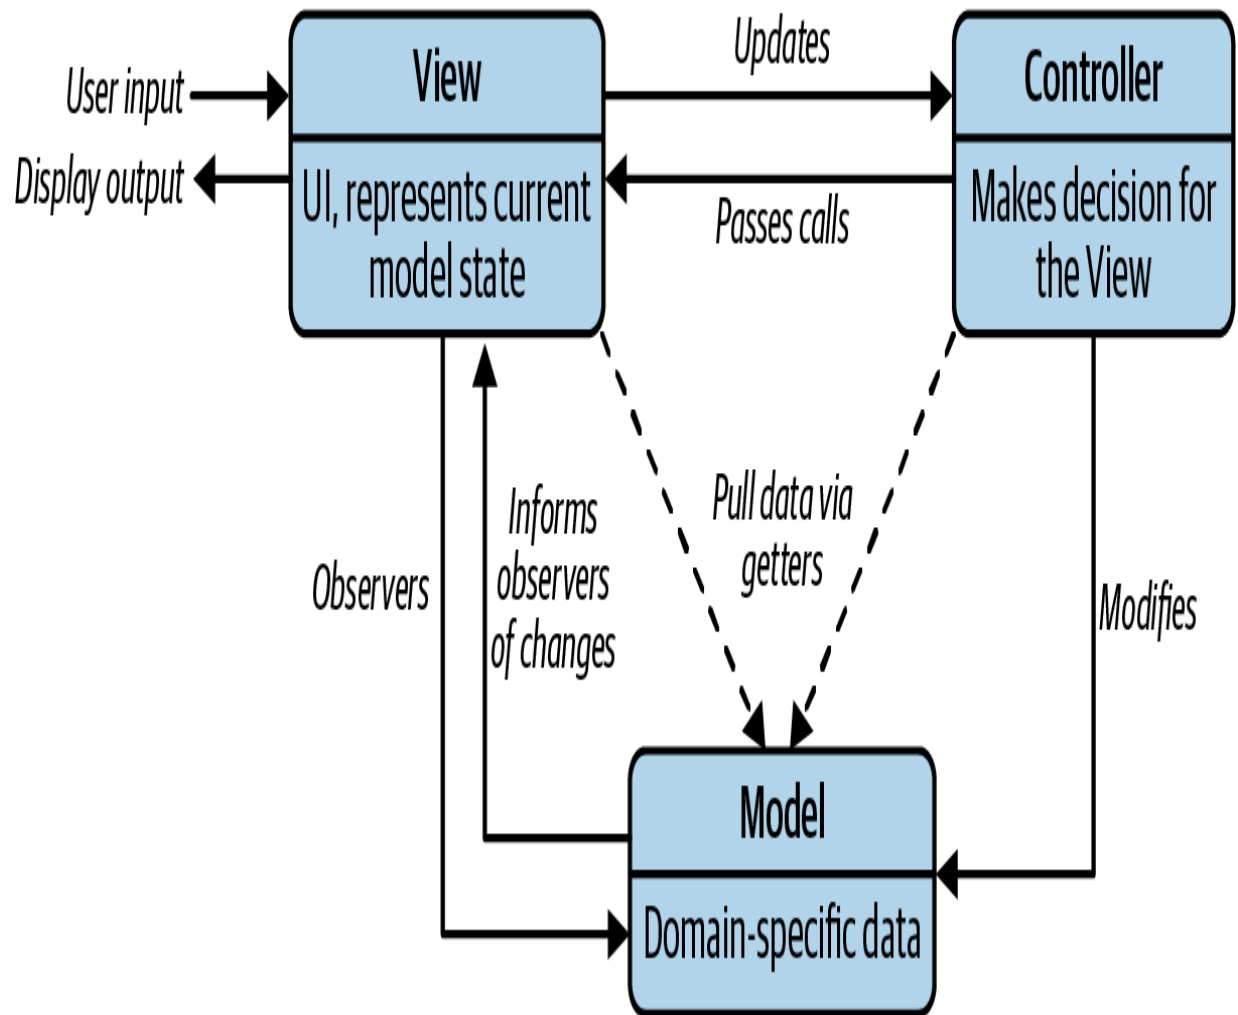 User input
Display output
View
UI, represents current
model state
Updates
Passes calls
Controller
Makes decision for
the View
Observers
Informs
observers
of changes
Pull data via
getters
Modifies
Model
Domain-specific data